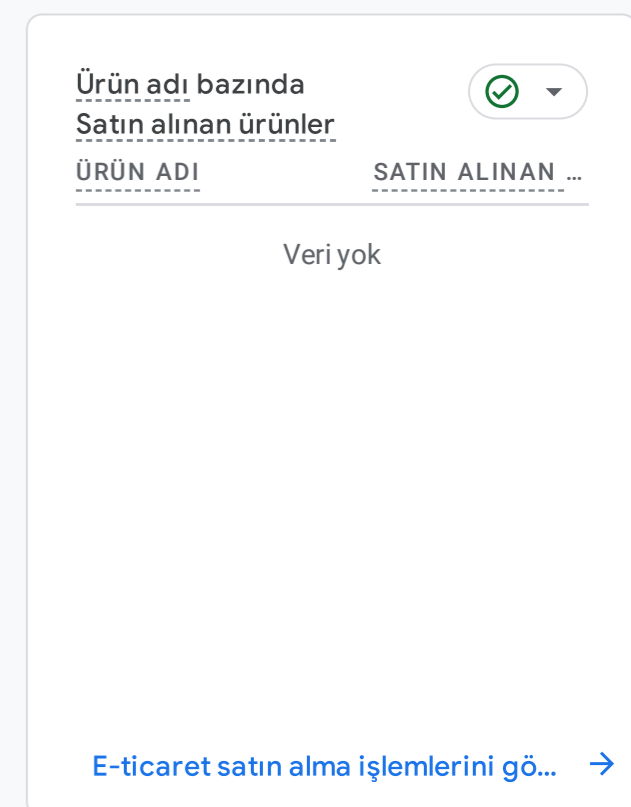 Ürün adı bazında
Satın alınan ürünler
ÜRÜN ADI SATIN ALINAN ...
Veri yok
E-ticaret satın alma işlemlerini gö...